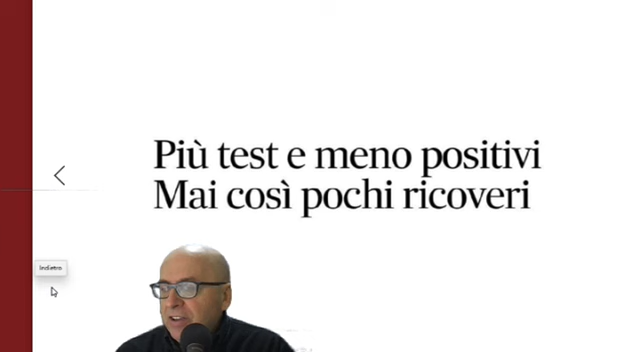 Più test e meno positivi
Mai così pochi ricoveri
Indietro